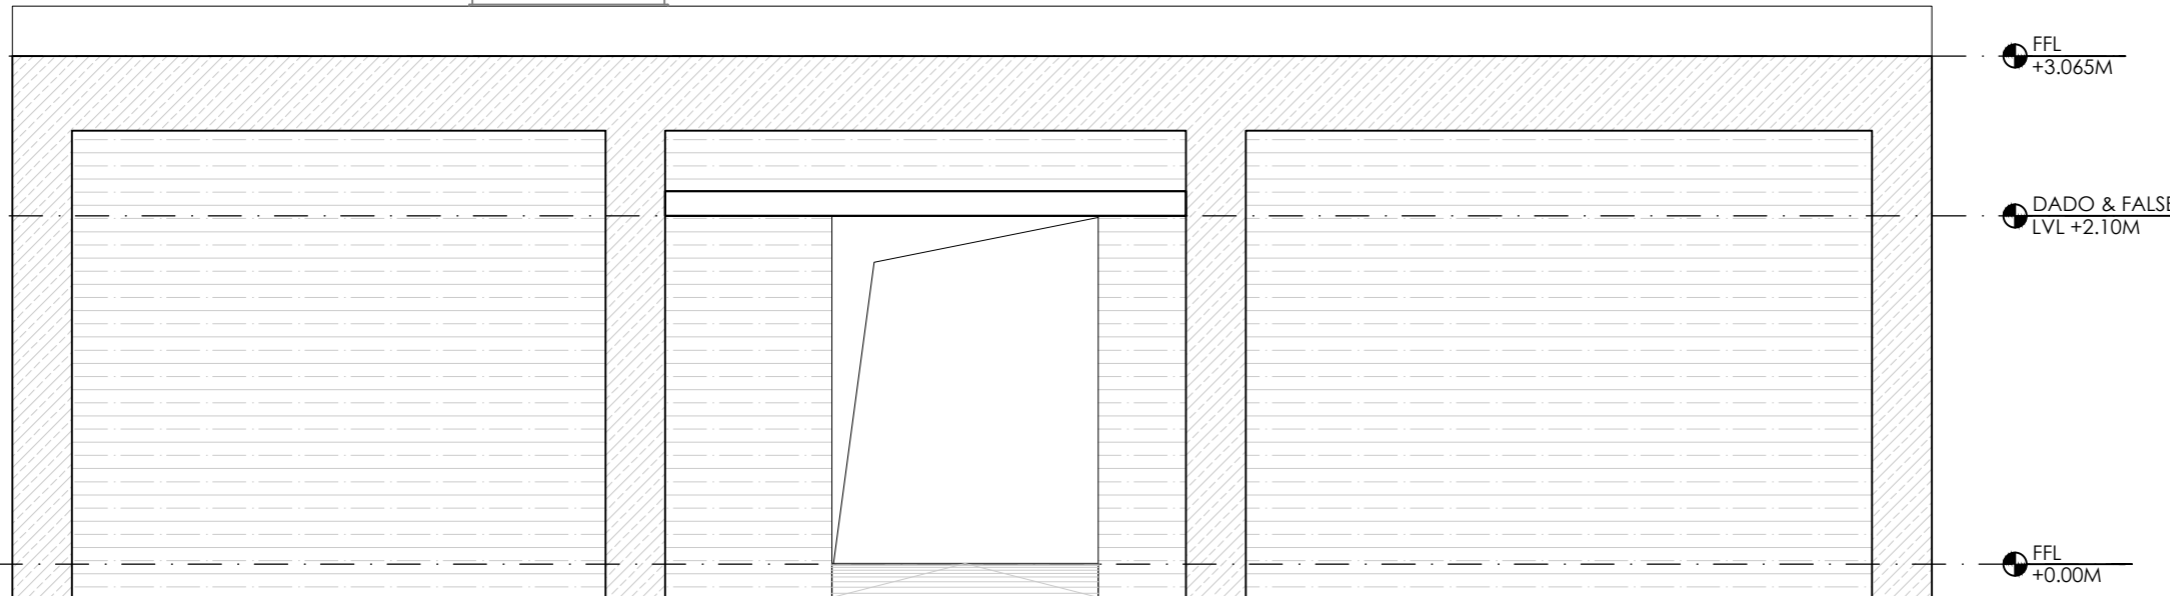 FFL
+3.065M
DADO & FALSE
LVL +2.10M
FFL
+0.00M